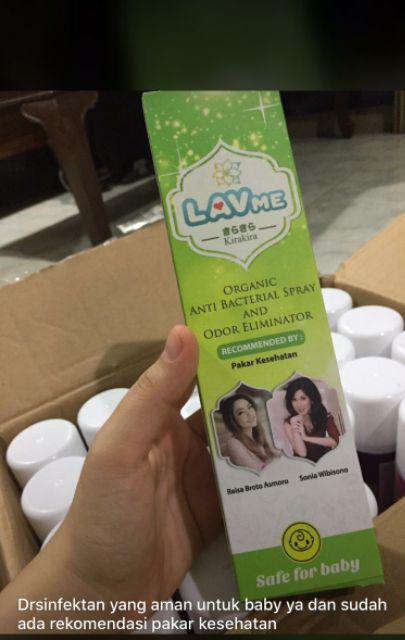 LAVME
きらきら
Kirakira
ORGANIC
ANTI BACTERIAL SPRAY
AND
ODOR ELIMINATOR
RECOMMENDED BY :
Pakar Kesehatan
Reisa Broto Asmoro Sonia Wibisono
Safe for baby
Drsinfektan yang aman untuk baby ya dan sudah
ada rekomendasi pakar kesehatan